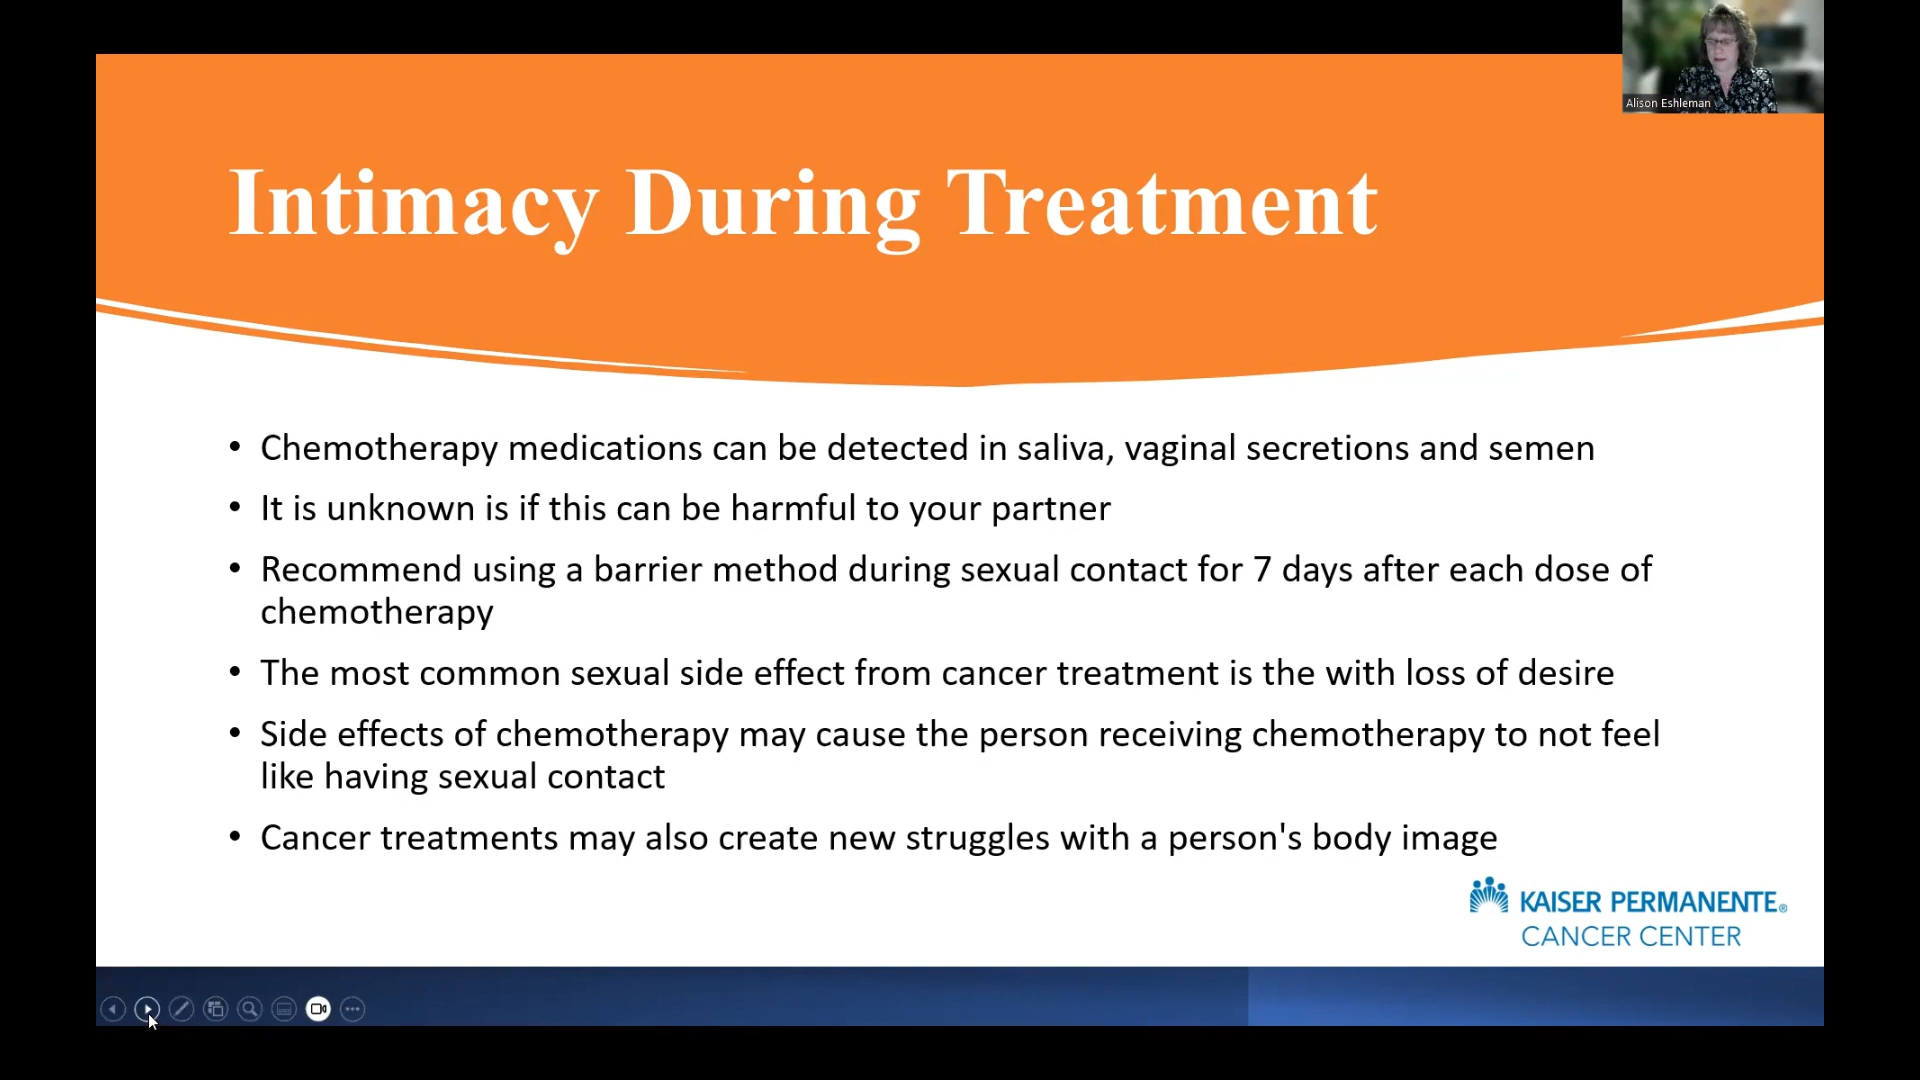 Alison Eshleman
Intimacy During Treatment
• Chemotherapy medications can be detected in saliva, vaginal secretions and semen
• It is unknown is if this can be harmful to your partner
• Recommend using a barrier method during sexual contact for 7 days after each dose of
chemotherapy
• The most common sexual side effect from cancer treatment is the with loss of desire
• Side effects of chemotherapy may cause the person receiving chemotherapy to not feel
like having sexual contact
• Cancer treatments may also create new struggles with a person's body image
KAISER PERMANENTE®
CANCER CENTER